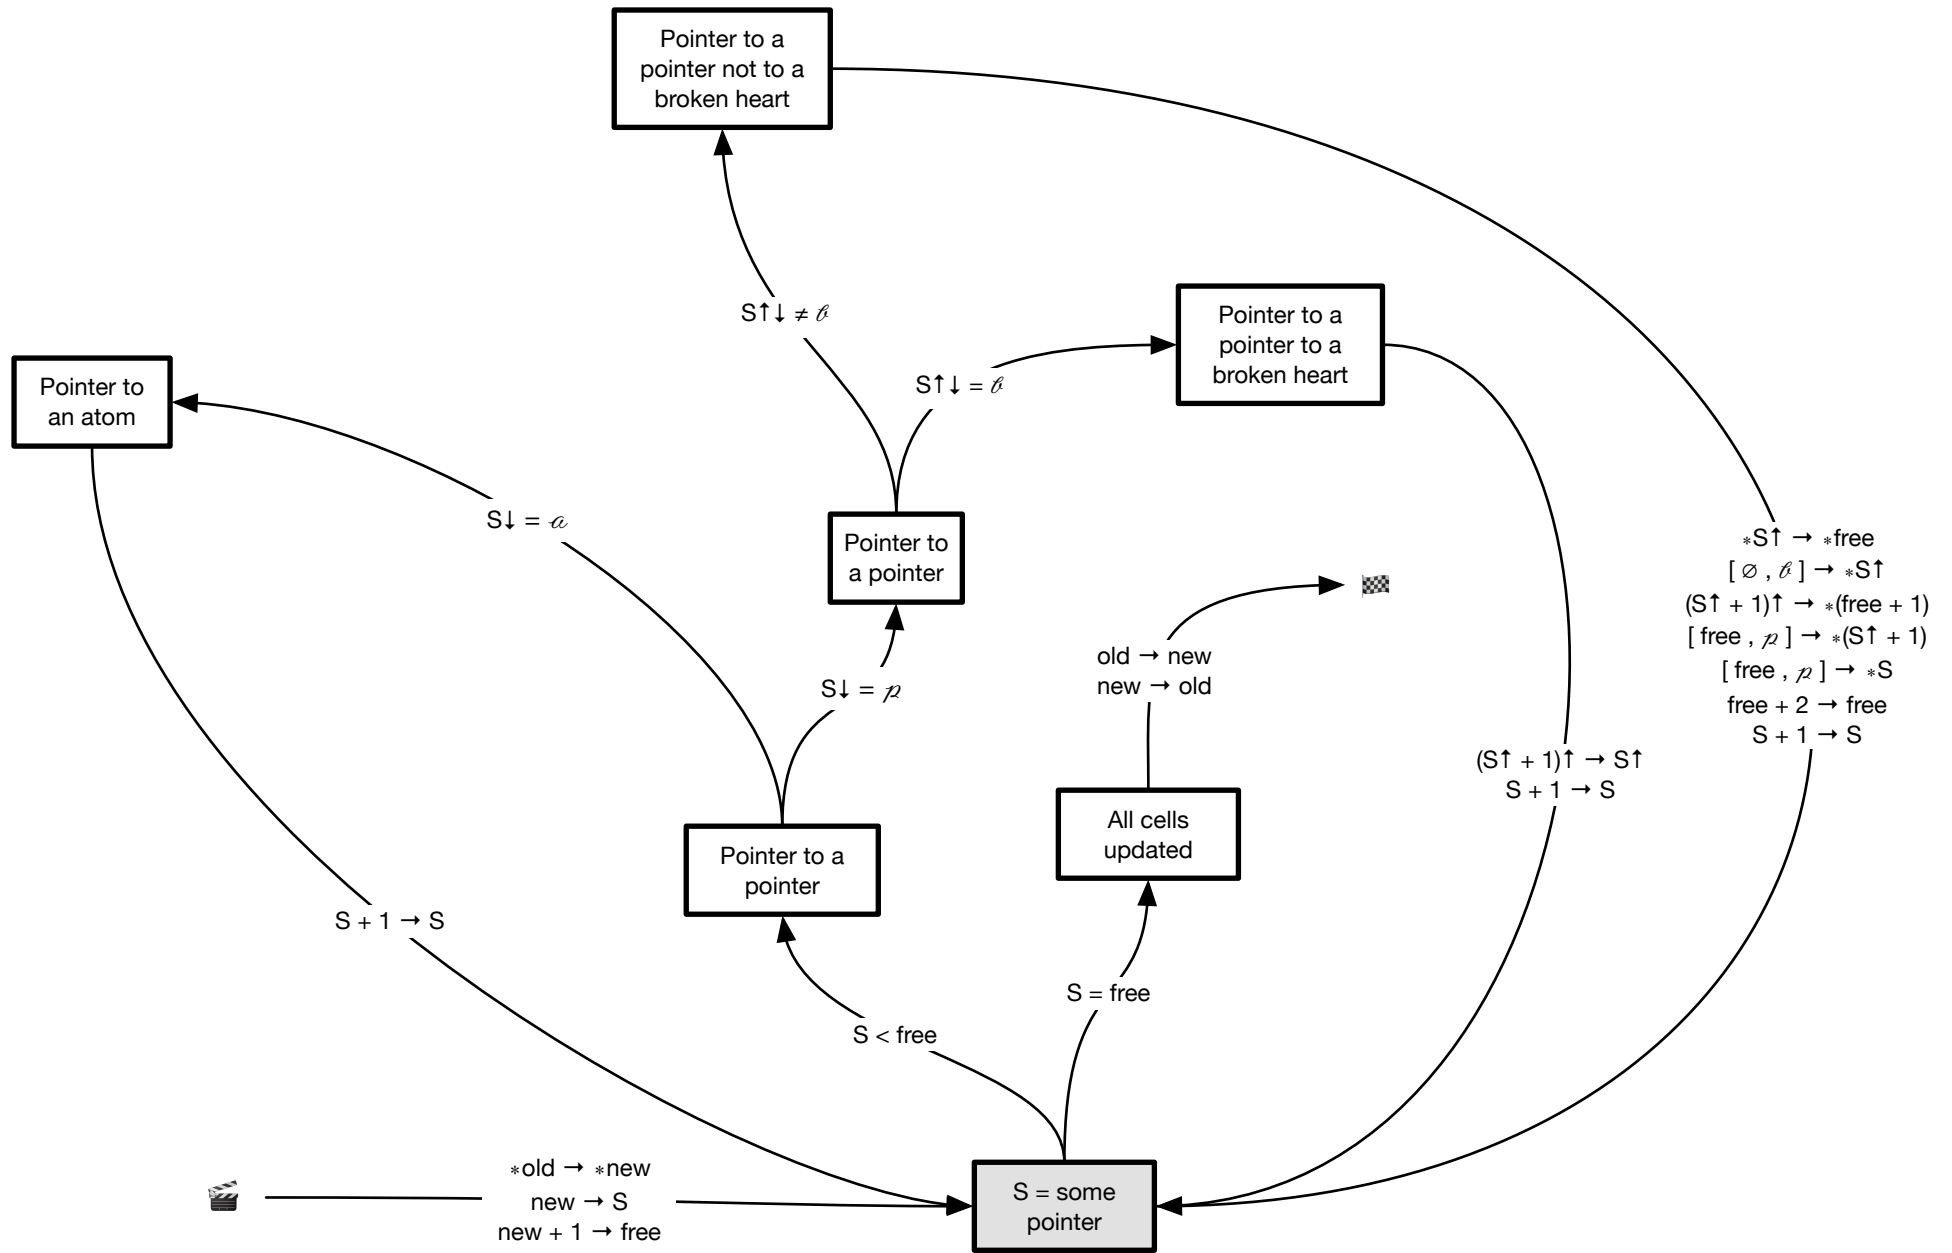 Pointer to a
pointer not to a
broken heart
S↑↓ ≠ 𝒷
Pointer to a
pointer to a
broken heart
S↑↓ = 𝒷
Pointer to
an atom
S↓ = 𝒶
Pointer to
a pointer
∗S↑ → ∗free
[ ∅ , 𝒷 ] → ∗S↑
(S↑ + 1)↑ → ∗(free + 1)
[ free , 𝓅 ] → ∗(S↑ + 1)
[ free , 𝓅 ] → ∗S
free + 2 → free
S + 1 → S
old → new
new → old
S↓ = 𝓅
(S↑ + 1)↑ → S↑
S + 1 → S
All cells
updated
Pointer to a
pointer
S + 1 → S
S = free
S < free
∗old → ∗new
new → S
new + 1 → free
S = some
pointer